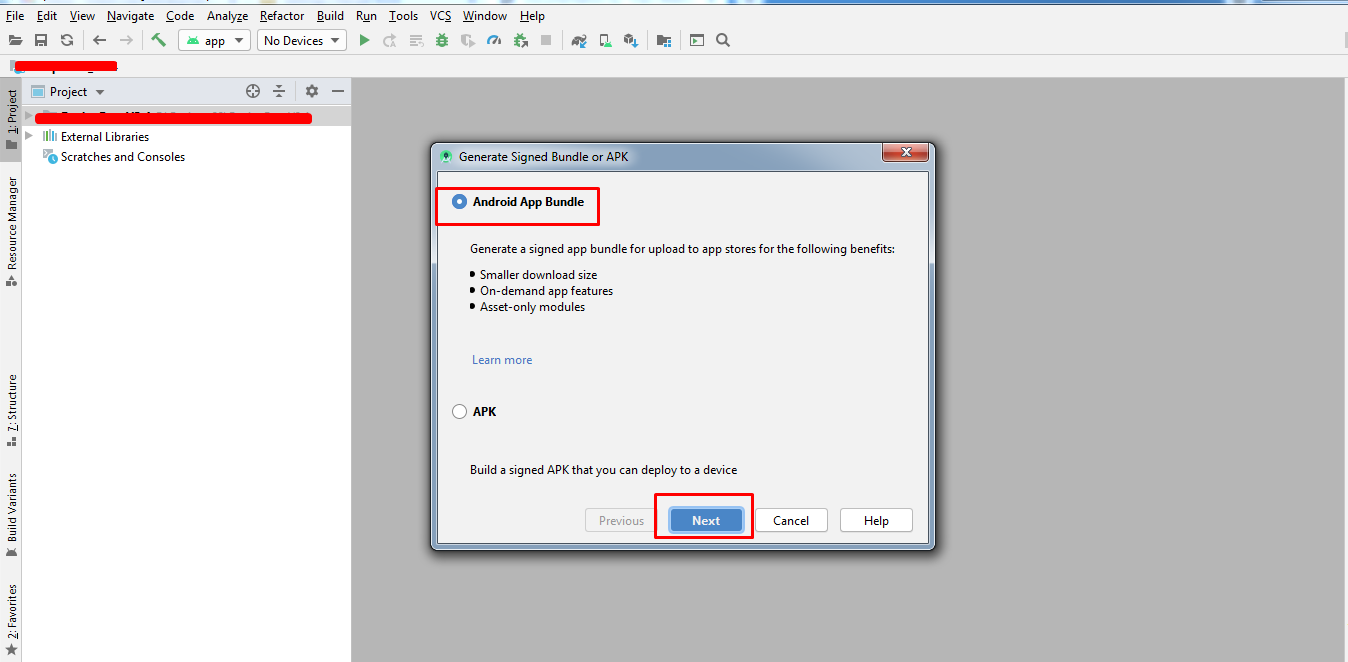 File Edit View Navigate Code Analyze Refactor Build Run Tools VCS Window Help
app No Devices
Project
External Libraries
Scratches and Consoles
1: Project
Resource Manager
7: Structure
Build Variants
2: Favorites
Generate Signed Bundle or APK
Android App Bundle
Generate a signed app bundle for upload to app stores for the following benefits:
• Smaller download size
• On-demand app features
• Asset-only modules
Learn more
APK
Build a signed APK that you can deploy to a device
Previous Next Cancel Help